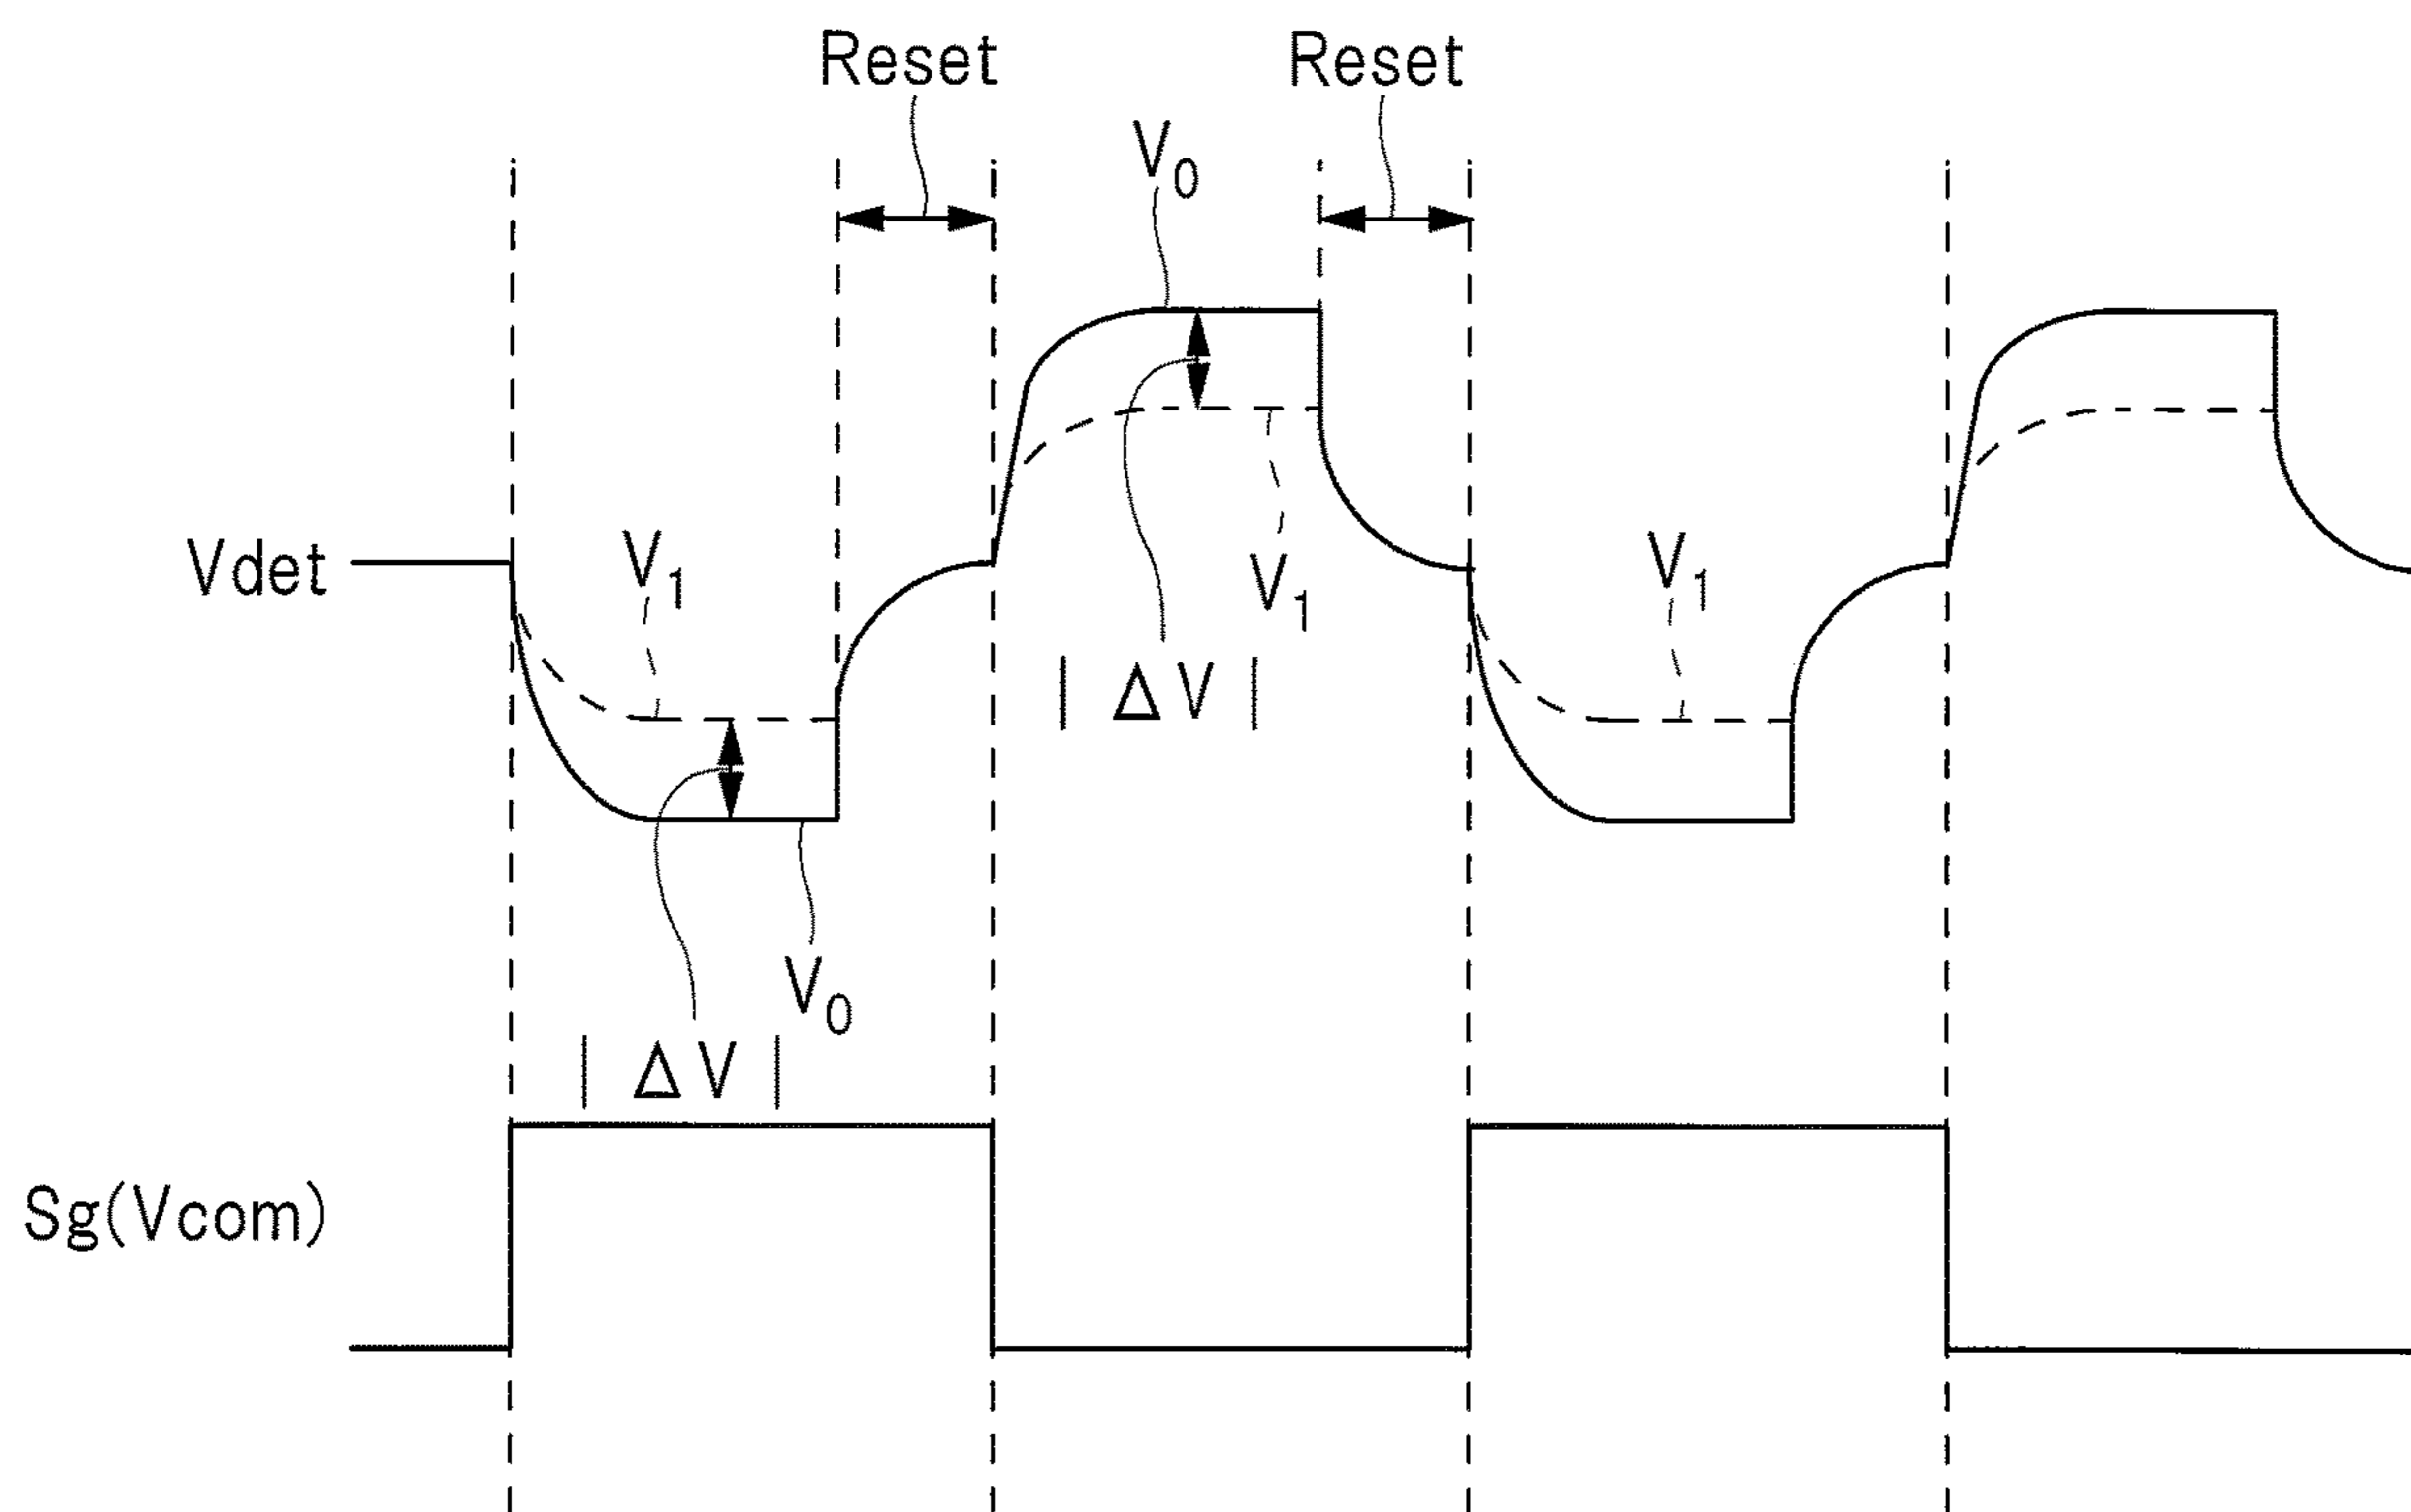 Reset
Reset
V₀
Vdet
V₁
V₁
V₁
| ΔV |
V₀
| ΔV |
Sg(Vcom)